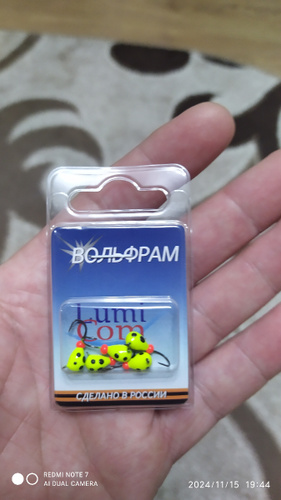 ВОЛЬФРАМ
Lumi
Com
СДЕЛАНО В РОССИИ
REDMI NOTE 7
AI DUAL CAMERA
2024/11/15 19:44